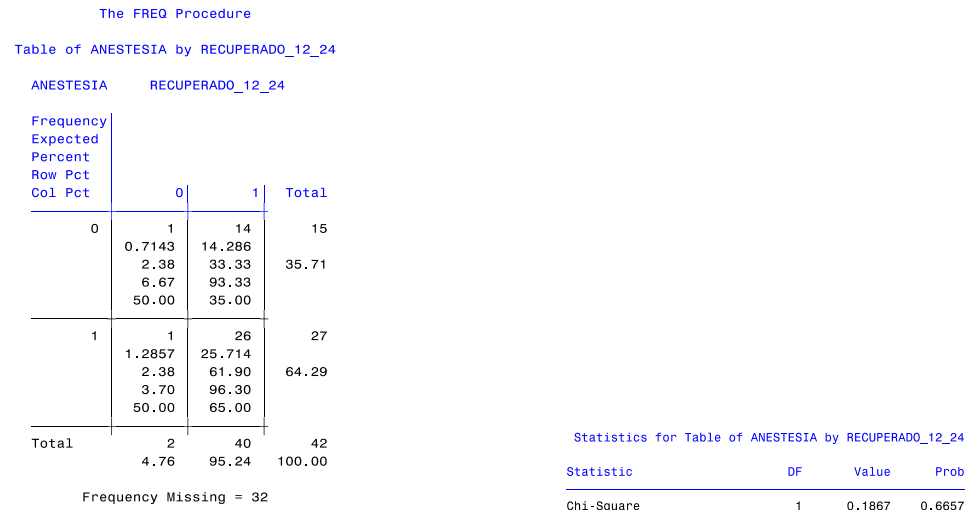 The FREQ Procedure
Table of ANESTESIA by RECUPERADO_12_24
ANESTESIA RECUPERADO_12_24
Frequency
Expected
Percent
Row Pct
Col Pct 0 1 Total
0 1 14 15
0.7143 14.286
2.38 33.33 35.71
6.67 93.33
50.00 35.00
1 1 26 27
1.2857 25.714
2.38 61.90 64.29
3.70 96.30
50.00 65.00
Total 2 40 42
4.76 95.24 100.00
Frequency Missing = 32
Statistics for Table of ANESTESIA by RECUPERADO_12_24
Statistic DF Value Prob
Chi-Square 1 0.1867 0.6657